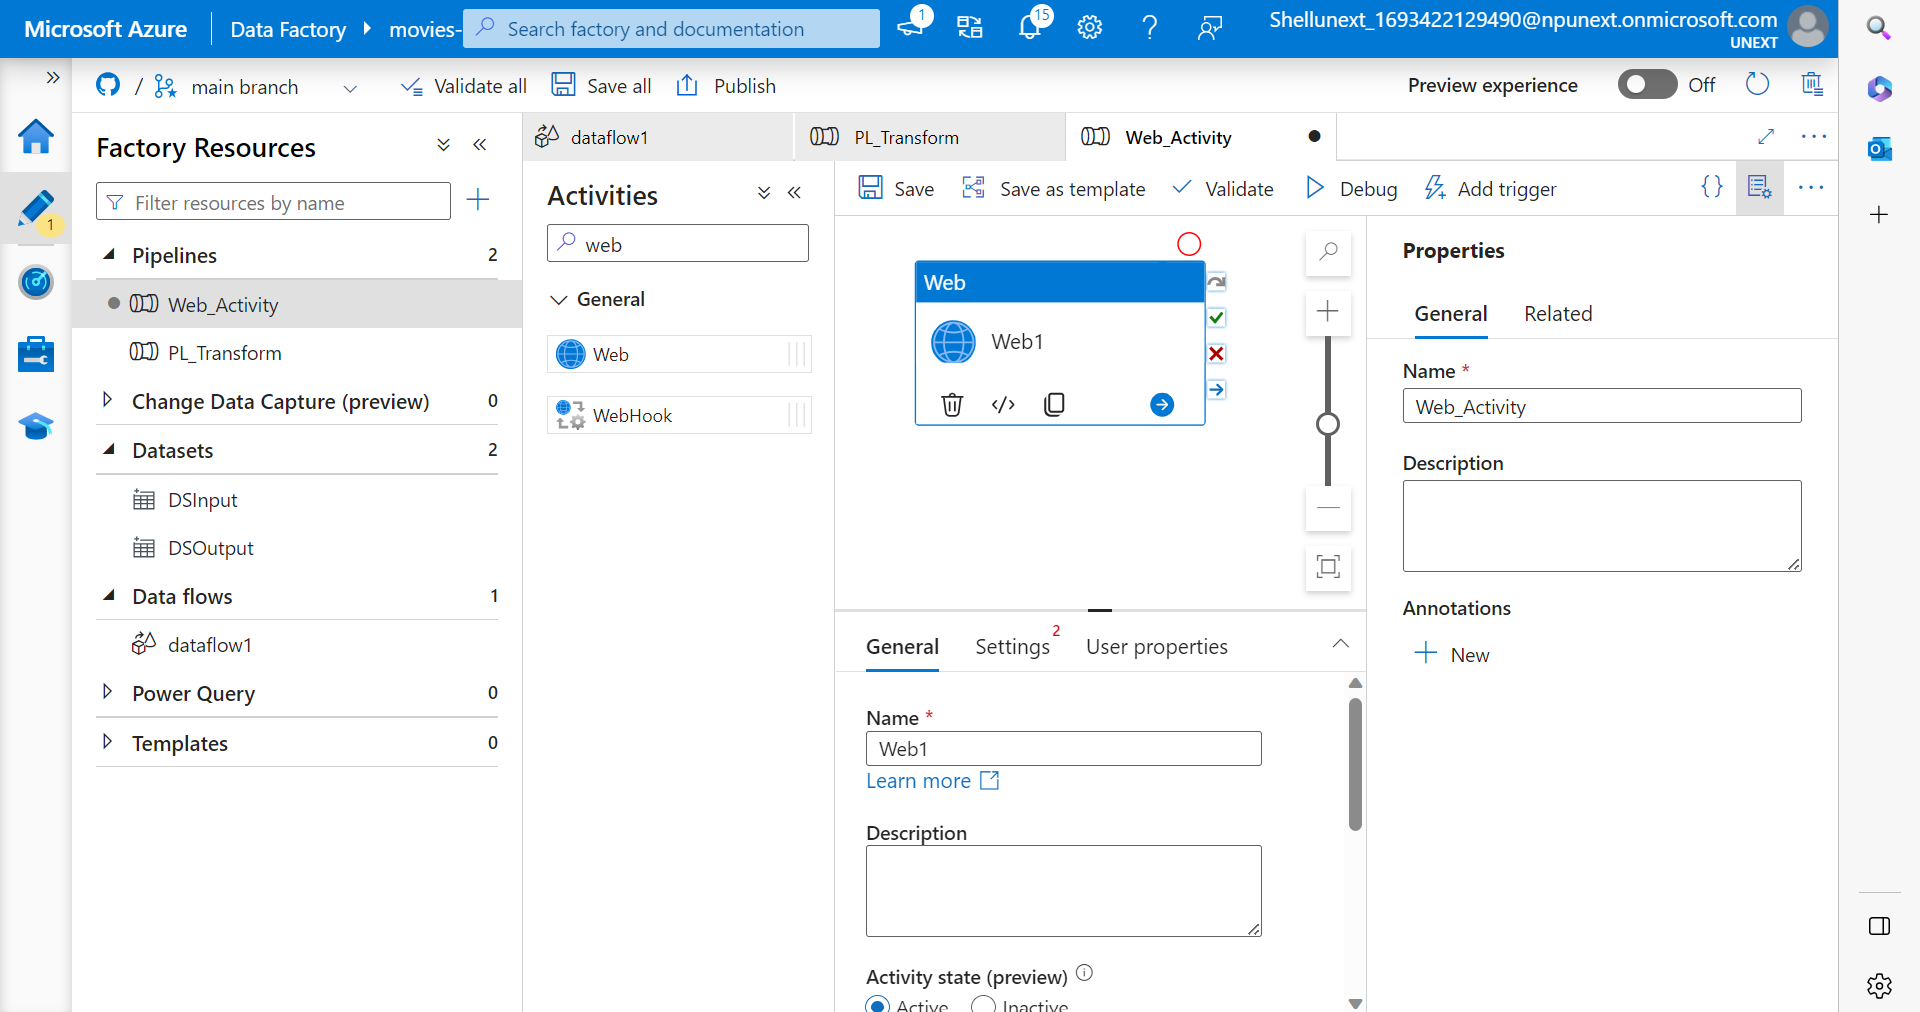 Microsoft Azure
Data Factory
movies-
Search factory and documentation
1
15
Shellunext_1693422129490@npunext.onmicrosoft.com
UNEXT
/
main branch
Validate all
Save all
Publish
Preview experience
Off
1
Factory Resources
Filter resources by name
Pipelines 2
Web_Activity
PL_Transform
Change Data Capture (preview) 0
Datasets 2
DSInput
DSOutput
Data flows 1
dataflow1
Power Query 0
Templates 0
dataflow1
PL_Transform
Web_Activity
Activities
web
General
Web
WebHook
Save
Save as template
Validate
Debug
Add trigger
{}
Web
Web1
General
Settings 2
User properties
Name *
Web1
Learn more
Description
Activity state (preview)
Active
Inactive
Properties
General
Related
Name *
Web_Activity
Description
Annotations
New